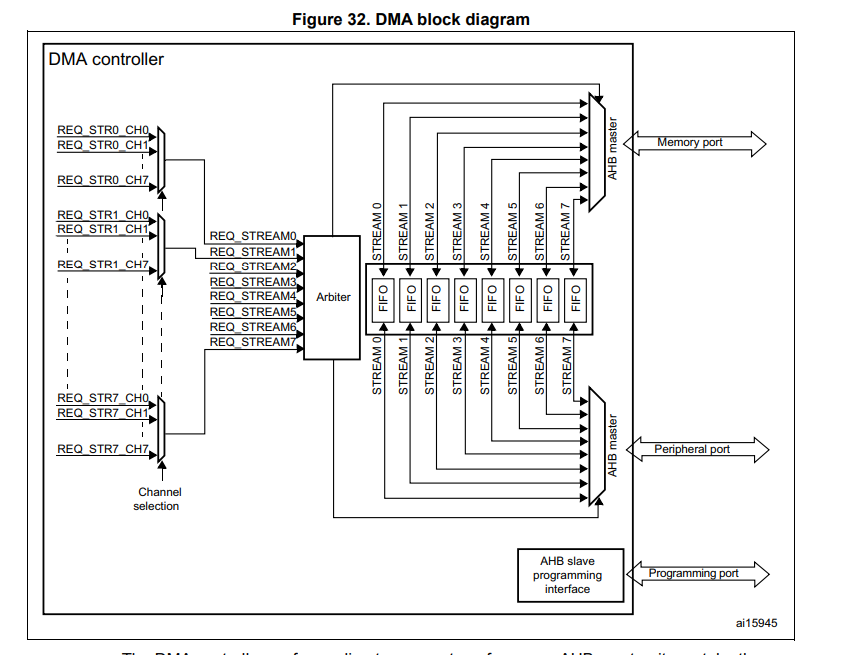 Figure 32. DMA block diagram
DMA controller
REQ_STR0_CH0
REQ_STR0_CH1
REQ_STR0_CH7
REQ_STR1_CH0
REQ_STR1_CH1
REQ_STR1_CH7
REQ_STR7_CH0
REQ_STR7_CH1
REQ_STR7_CH7
Channel
selection
REQ_STREAM0
REQ_STREAM1
REQ_STREAM2
REQ_STREAM3
REQ_STREAM4
REQ_STREAM5
REQ_STREAM6
REQ_STREAM7
Arbiter
STREAM 0
STREAM 1
STREAM 2
STREAM 3
STREAM 4
STREAM 5
STREAM 6
STREAM 7
FIFO
FIFO
FIFO
FIFO
FIFO
FIFO
FIFO
FIFO
STREAM 0
STREAM 1
STREAM 2
STREAM 3
STREAM 4
STREAM 5
STREAM 6
STREAM 7
AHB master
Memory port
AHB master
Peripheral port
AHB slave
programming
interface
Programming port
ai15945